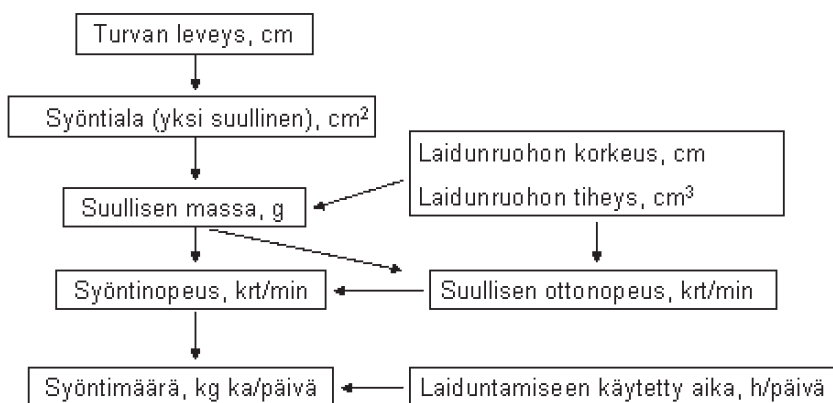 Turvan leveys, cm
Syöntiala (yksi suullinen), cm²
Laidunruohon korkeus, cm
Laidunruohon tiheys, cm³
Suullisen massa, g
Syöntinopeus, krt/min
Suullisen ottonopeus, krt/min
Syöntimäärä, kg ka/päivä
Laiduntamiseen käytetty aika, h/päivä